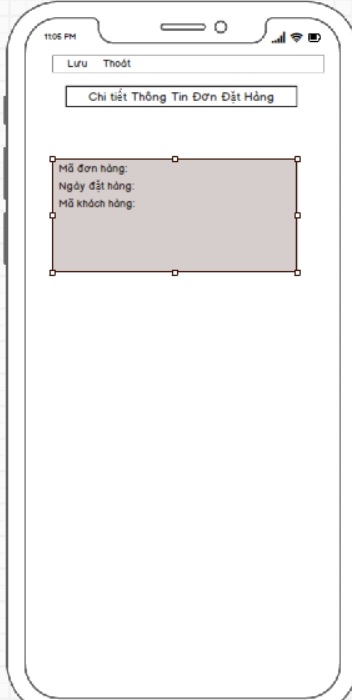 11:05 PM
Lưu Thoát
Chi tiết Thông Tin Đơn Đặt Hàng
Mã đơn hàng:
Ngày đặt hàng:
Mã khách hàng: